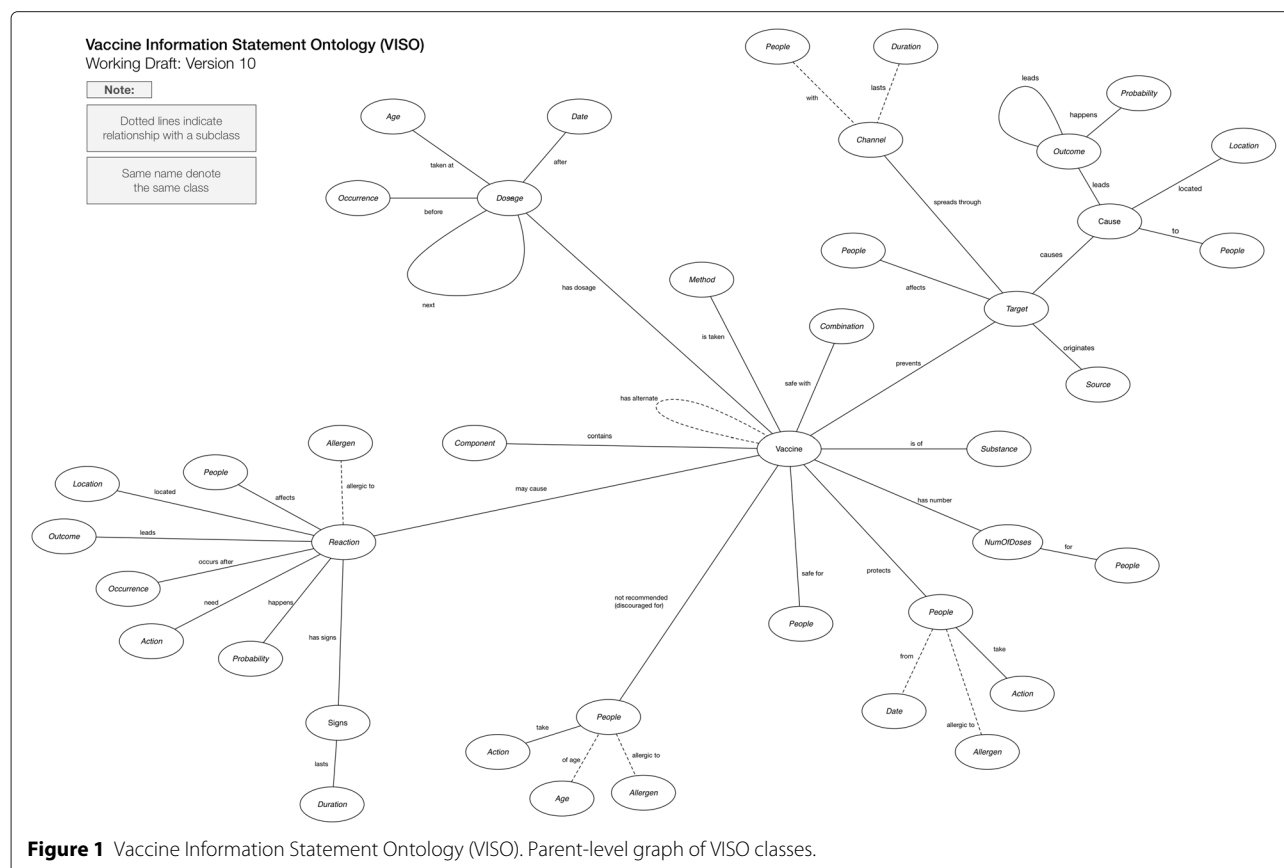 Vaccine Information Statement Ontology (VISO)
Working Draft: Version 10
Note:
Dotted lines indicate
relationship with a subclass
Same name denote
the same class
People
Duration
with
lasts
Channel
leads
Probability
happens
Outcome
Location
leads
located
Cause
to
People
Age
Date
taken at
after
Occurrence
before
Dosage
next
has dosage
spreads through
People
affects
causes
Target
originates
Source
Method
is taken
Combination
safe with
prevents
has alternate
Component
contains
Vaccine
is of
Substance
Allergen
People
allergic to
Location
located
affects
may cause
Outcome
leads
Reaction
occurs after
Occurrence
need
Action
happens
Probability
has signs
Signs
lasts
Duration
has number
NumOfDoses
for
People
safe for
People
protects
People
from
take
Date
Action
allergic to
Allergen
not recommended
(discouraged for)
People
take
Action
of age
allergic to
Age
Allergen
Figure 1 Vaccine Information Statement Ontology (VISO). Parent-level graph of VISO classes.